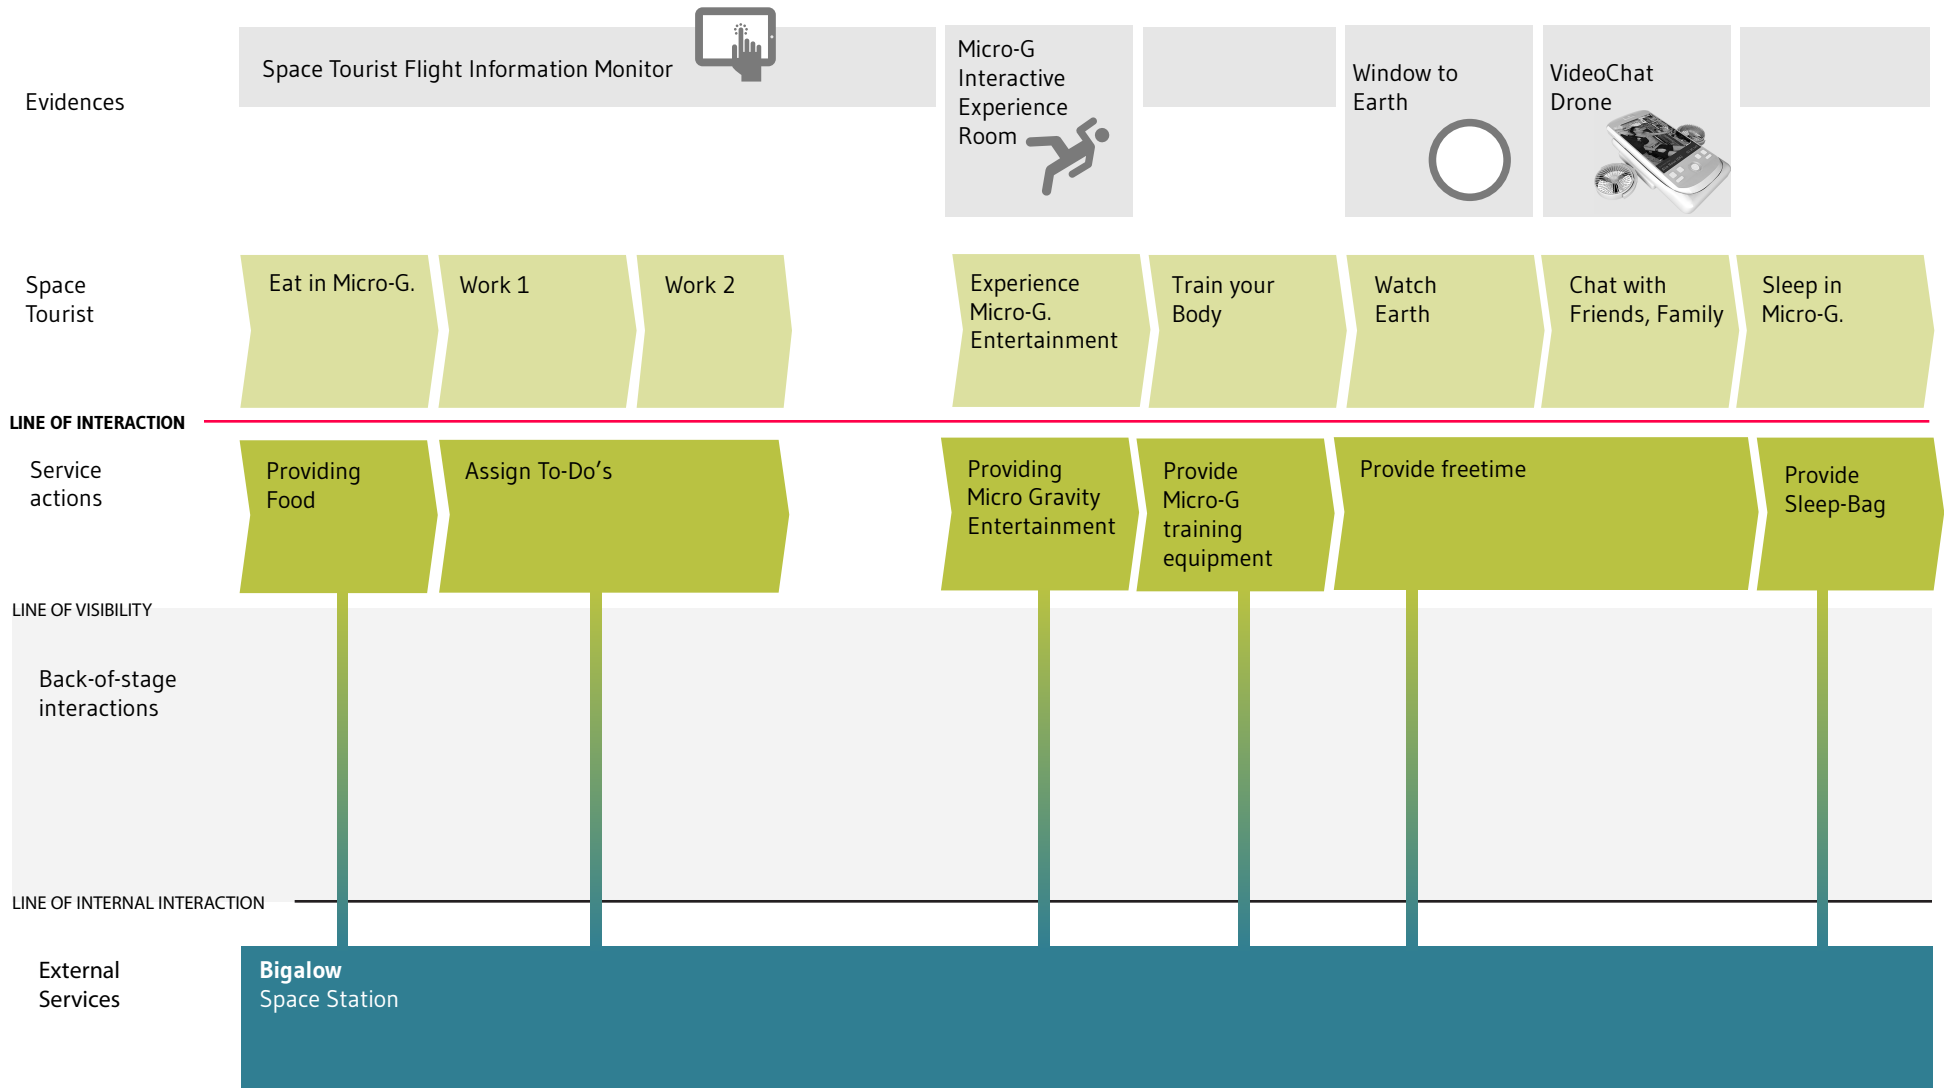 Evidences
Space Tourist Flight Information Monitor
Micro-G
Interactive
Experience
Room
Window to
Earth
VideoChat
Drone
Space
Tourist
Eat in Micro-G.
Work 1
Work 2
Experience
Micro-G.
Entertainment
Train your
Body
Watch
Earth
Chat with
Friends, Family
Sleep in
Micro-G.
LINE OF INTERACTION
Service
actions
Providing
Food
Assign To-Do’s
Providing
Micro Gravity
Entertainment
Provide
Micro-G
training
equipment
Provide freetime
Provide
Sleep-Bag
LINE OF VISIBILITY
Back-of-stage
interactions
LINE OF INTERNAL INTERACTION
External
Services
Bigalow
Space Station